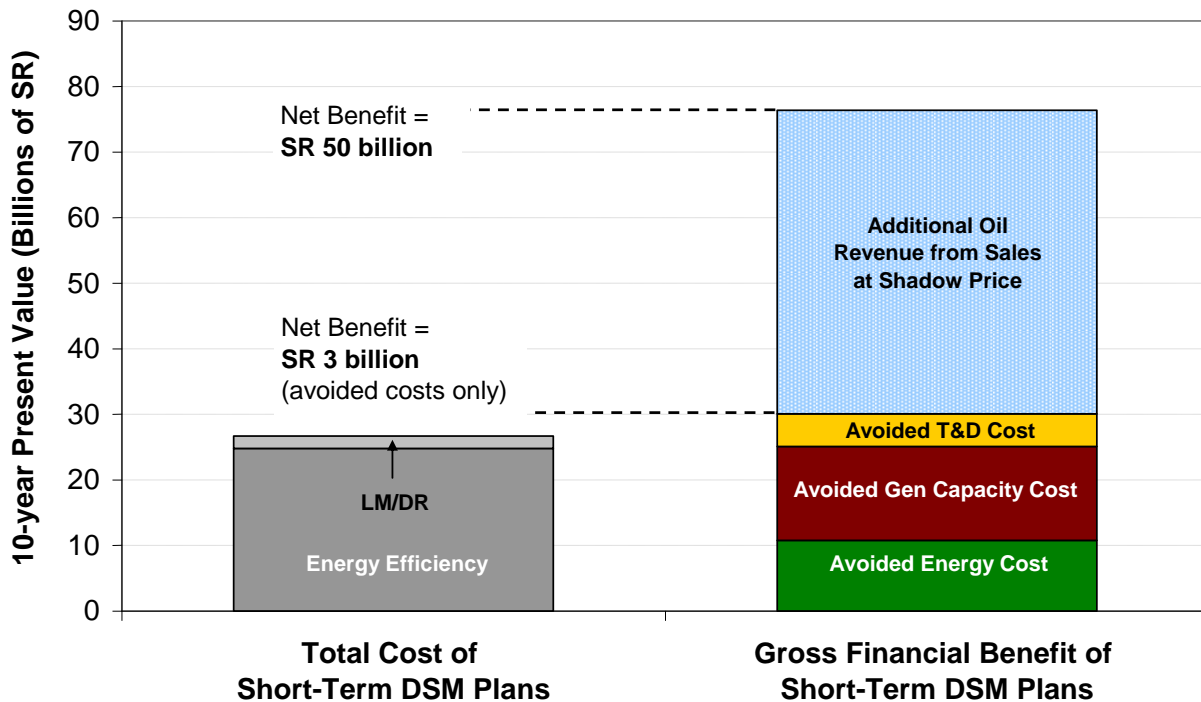 10-year Present Value (Billions of SR)
90
80
70
60
50
40
30
20
10
0
Net Benefit =
SR 50 billion
Net Benefit =
SR 3 billion
(avoided costs only)
LM/DR
Energy Efficiency
Additional Oil
Revenue from Sales
at Shadow Price
Avoided T&D Cost
Avoided Gen Capacity Cost
Avoided Energy Cost
Total Cost of
Short-Term DSM Plans
Gross Financial Benefit of
Short-Term DSM Plans